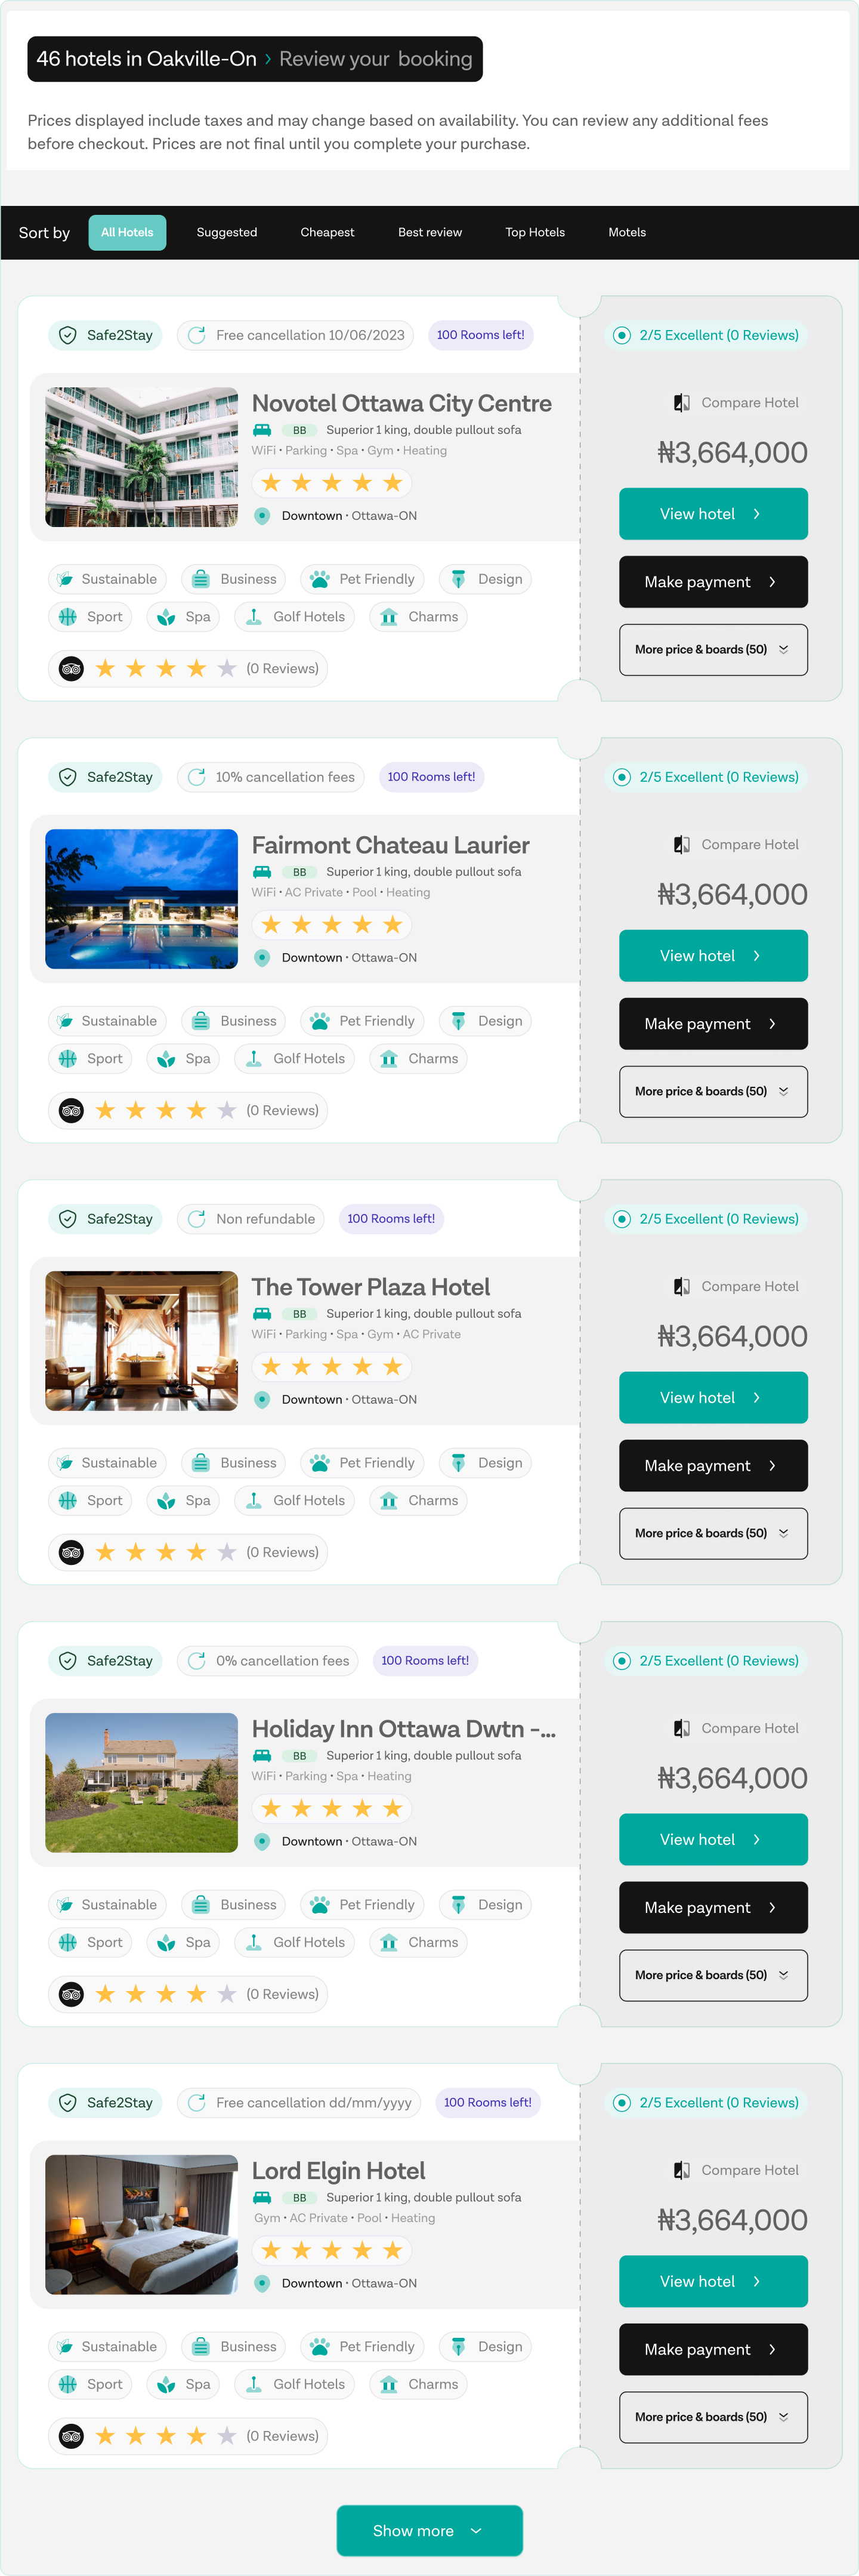 46 hotels in Oakville-On › Review your booking
Prices displayed include taxes and may change based on availability. You can review any additional fees
before checkout. Prices are not final until you complete your purchase.
Sort by All Hotels Suggested Cheapest Best review Top Hotels Motels
Safe2Stay Free cancellation 10/06/2023 100 Rooms left! 2/5 Excellent (0 Reviews)
Novotel Ottawa City Centre Compare Hotel
BB Superior 1 king, double pullout sofa
WiFi • Parking • Spa • Gym • Heating ₦3,664,000
Downtown • Ottawa-ON View hotel
Sustainable Business Pet Friendly Design Make payment
Sport Spa Golf Hotels Charms
(0 Reviews) More price & boards (50)
Safe2Stay 10% cancellation fees 100 Rooms left! 2/5 Excellent (0 Reviews)
Fairmont Chateau Laurier Compare Hotel
BB Superior 1 king, double pullout sofa
WiFi • AC Private • Pool • Heating ₦3,664,000
Downtown • Ottawa-ON View hotel
Sustainable Business Pet Friendly Design Make payment
Sport Spa Golf Hotels Charms
(0 Reviews) More price & boards (50)
Safe2Stay Non refundable 100 Rooms left! 2/5 Excellent (0 Reviews)
The Tower Plaza Hotel Compare Hotel
BB Superior 1 king, double pullout sofa
WiFi • Parking • Spa • Gym • AC Private ₦3,664,000
Downtown • Ottawa-ON View hotel
Sustainable Business Pet Friendly Design Make payment
Sport Spa Golf Hotels Charms
(0 Reviews) More price & boards (50)
Safe2Stay 0% cancellation fees 100 Rooms left! 2/5 Excellent (0 Reviews)
Holiday Inn Ottawa Dwtn -... Compare Hotel
BB Superior 1 king, double pullout sofa
WiFi • Parking • Spa • Heating ₦3,664,000
Downtown • Ottawa-ON View hotel
Sustainable Business Pet Friendly Design Make payment
Sport Spa Golf Hotels Charms
(0 Reviews) More price & boards (50)
Safe2Stay Free cancellation dd/mm/yyyy 100 Rooms left! 2/5 Excellent (0 Reviews)
Lord Elgin Hotel Compare Hotel
BB Superior 1 king, double pullout sofa
Gym • AC Private • Pool • Heating ₦3,664,000
Downtown • Ottawa-ON View hotel
Sustainable Business Pet Friendly Design Make payment
Sport Spa Golf Hotels Charms
(0 Reviews) More price & boards (50)
Show more